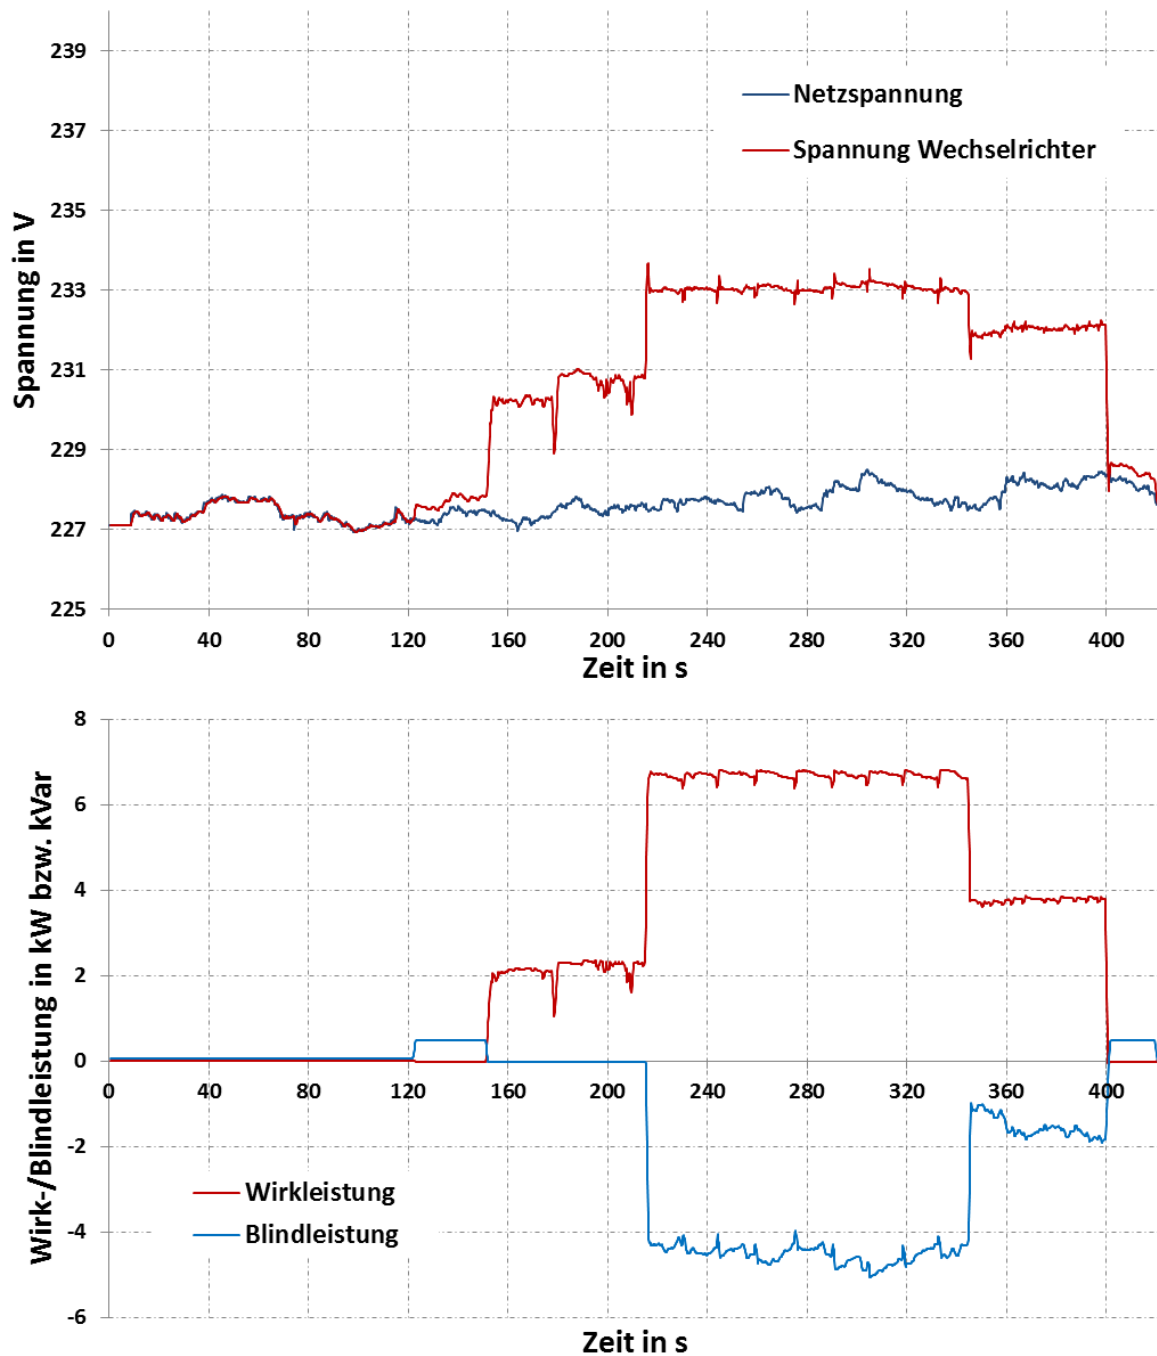 239
237
235
233
231
229
227
225
Spannung in V
Netzspannung
Spannung Wechselrichter
0 40 80 120 160 200 240 280 320 360 400
Zeit in s
8
6
4
2
0
-2
-4
-6
Wirk-/Blindleistung in kW bzw. kVar
0 40 80 120 160 200 240 280 320 360 400
Wirkleistung
Blindleistung
Zeit in s